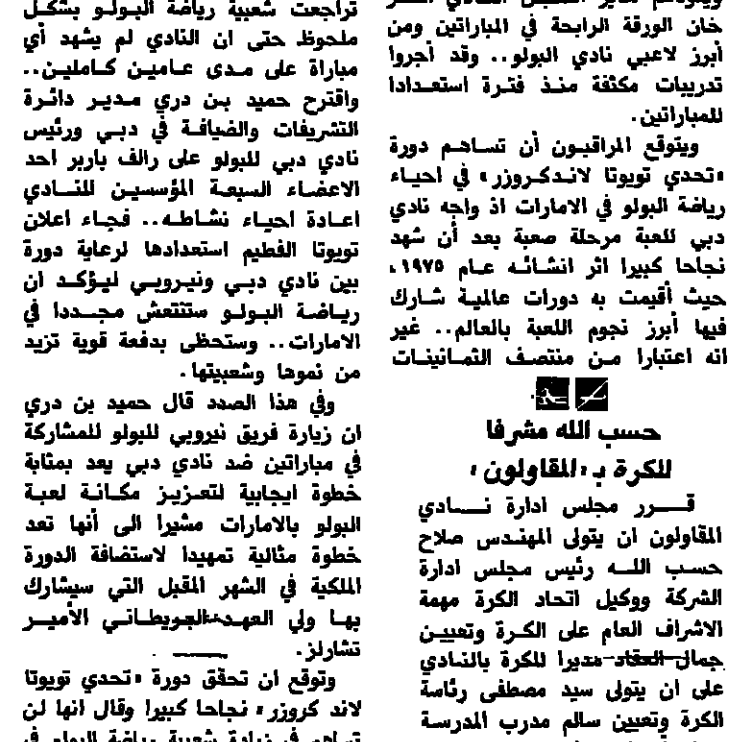 خان الورقة الرابحة في المباراتين ومن
أبرز لاعبي نادي البولو.. وقد أجروا
تدريبات مكثفة منذ فترة استعدادا
للمباراتين.
ويتوقع المراقبون أن تساهم دورة
«تحدي تويوتا لاندكروزر» في احياء
رياضة البولو في الامارات اذ واجه نادي
دبي للعبة مرحلة صعبة بعد أن شهد
نجاحا كبيرا اثر انشائه عام ١٩٧٥،
حيث أقيمت به دورات عالمية شارك
فيها أبرز نجوم اللعبة بالعالم.. غير
انه اعتبارا من منتصف الثمانينات
تراجعت شعبية رياضة البولو بشكل
ملحوظ حتى ان النادي لم يشهد أي
مباراة على مدى عامين كاملين..
واقترح حميد بن دري مدير دائرة
التشريفات والضيافة في دبي ورئيس
نادي دبي للبولو على رالف باربر احد
الاعضاء السبعة المؤسسين للنادي
اعادة احياء نشاطه.. فجاء اعلان
تويوتا الفطيم استعدادها لرعاية دورة
بين نادي دبي ونيروبي ليؤكد ان
رياضة البولو ستنتعش مجددا في
الامارات.. وستحظى بدفعة قوية تزيد
من نموها وشعبيتها.
وفي هذا الصدد قال حميد بن دري
ان زيارة فريق نيروبي للبولو للمشاركة
في مباراتين ضد نادي دبي يعد بمثابة
خطوة ايجابية لتعزيز مكانة لعبة
البولو بالامارات مشيرا الى أنها تعد
خطوة مثالية تمهيدا لاستضافة الدورة
الملكية في الشهر المقبل التي سيشارك
بها ولي العهد البويطاني الأمير
تشارلز.
وتوقع ان تحقق دورة «تحدي تويوتا
لاند كروزر» نجاحا كبيرا وقال انها لن
تساهم في زيادة شعبية رياضة البولو في
حسب الله مشرفا
للكرة بـ «المقاولون»
قرر مجلس ادارة نادي
المقاولون ان يتولى المهندس صلاح
حسب الله رئيس مجلس ادارة
الشركة ووكيل اتحاد الكرة مهمة
الاشراف العام على الكرة وتعيين
جمال العقاد مديرا للكرة بالنادي
على ان يتولى سيد مصطفى رئاسة
الكرة وتعيين سالم مدرب المدرسة